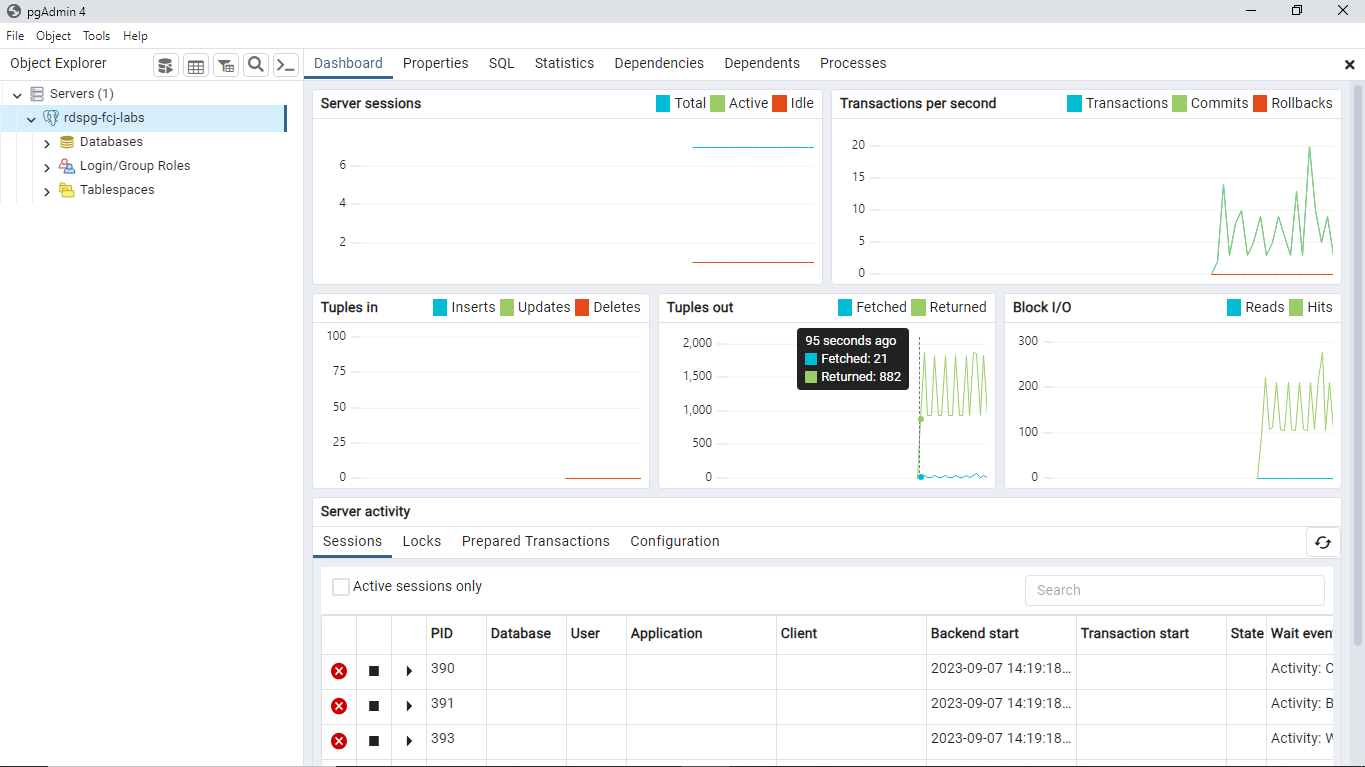 pgAdmin 4
File Object Tools Help
Object Explorer
Dashboard Properties SQL Statistics Dependencies Dependents Processes
Servers (1)
rdspg-fcj-labs
Databases
Login/Group Roles
Tablespaces
Server sessions Total Active Idle
6
4
2
Transactions per second Transactions Commits Rollbacks
20
15
10
5
0
Tuples in Inserts Updates Deletes
100
75
50
25
0
Tuples out Fetched Returned
2,000
1,500
1,000
500
0
95 seconds ago
Fetched: 21
Returned: 882
Block I/O Reads Hits
300
200
100
0
Server activity
Sessions Locks Prepared Transactions Configuration
Active sessions only Search
PID Database User Application Client Backend start Transaction start State Wait even
390 2023-09-07 14:19:18... Activity: C
391 2023-09-07 14:19:18... Activity: B
393 2023-09-07 14:19:18... Activity: W